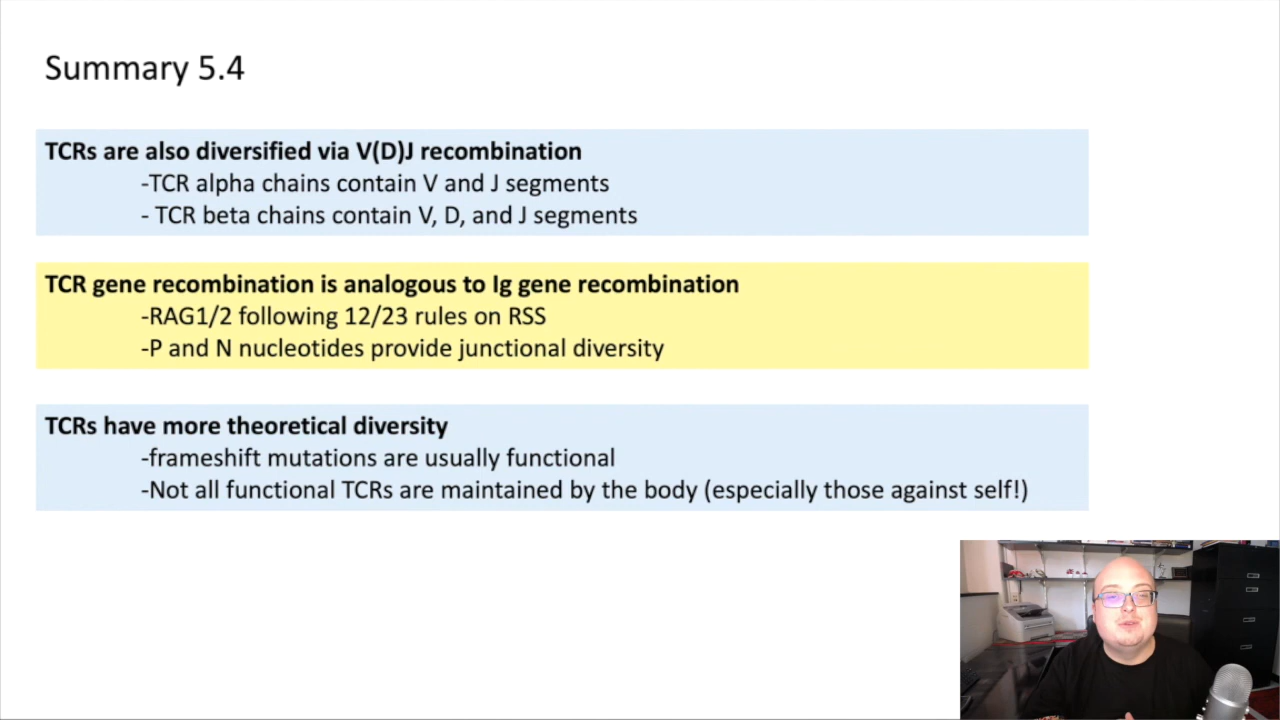 Summary 5.4
TCRs are also diversified via V(D)J recombination
-TCR alpha chains contain V and J segments
- TCR beta chains contain V, D, and J segments
TCR gene recombination is analogous to Ig gene recombination
-RAG1/2 following 12/23 rules on RSS
-P and N nucleotides provide junctional diversity
TCRs have more theoretical diversity
-frameshift mutations are usually functional
-Not all functional TCRs are maintained by the body (especially those against self!)